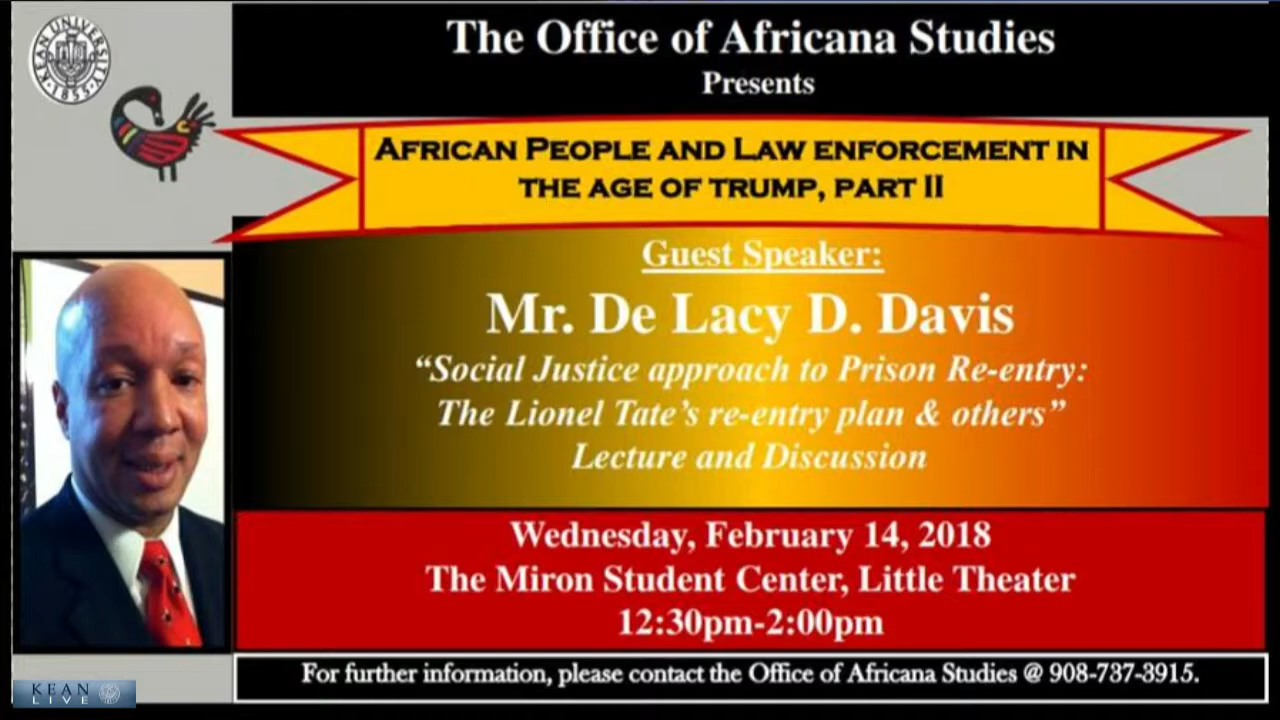 KEAN UNIVERSITY
1855
The Office of Africana Studies
Presents
AFRICAN PEOPLE AND LAW ENFORCEMENT IN
THE AGE OF TRUMP, PART II
Guest Speaker:
Mr. De Lacy D. Davis
“Social Justice approach to Prison Re-entry:
The Lionel Tate’s re-entry plan & others”
Lecture and Discussion
Wednesday, February 14, 2018
The Miron Student Center, Little Theater
12:30pm-2:00pm
For further information, please contact the Office of Africana Studies @ 908-737-3915.
KEAN
LIVE